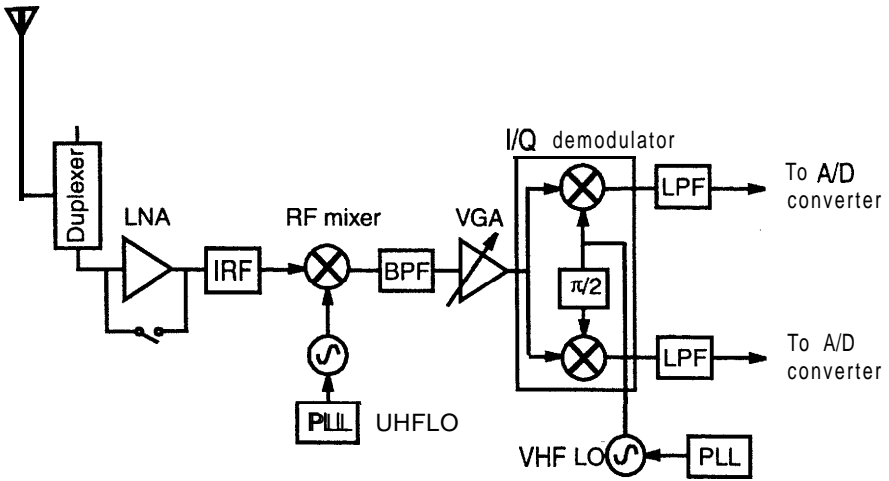 I/Q demodulator
Duplexer
LNA
IRF
RF mixer
BPF
VGA
π/2
LPF
To A/D
converter
LPF
To A/D
converter
PLL UHFLO
VHF LO
PLL